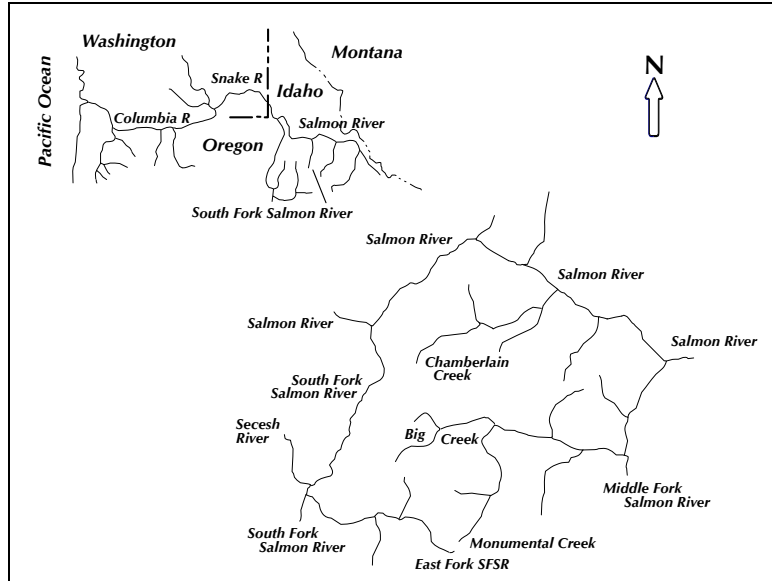 Washington
Montana
Pacific Ocean
Snake R
Idaho
Columbia R
Salmon River
Oregon
South Fork Salmon River
N
Salmon River
Salmon River
Salmon River
Salmon River
Chamberlain
Creek
South Fork
Salmon River
Secesh
River
Big Creek
Middle Fork
Salmon River
South Fork
Salmon River
Monumental Creek
East Fork SFSR